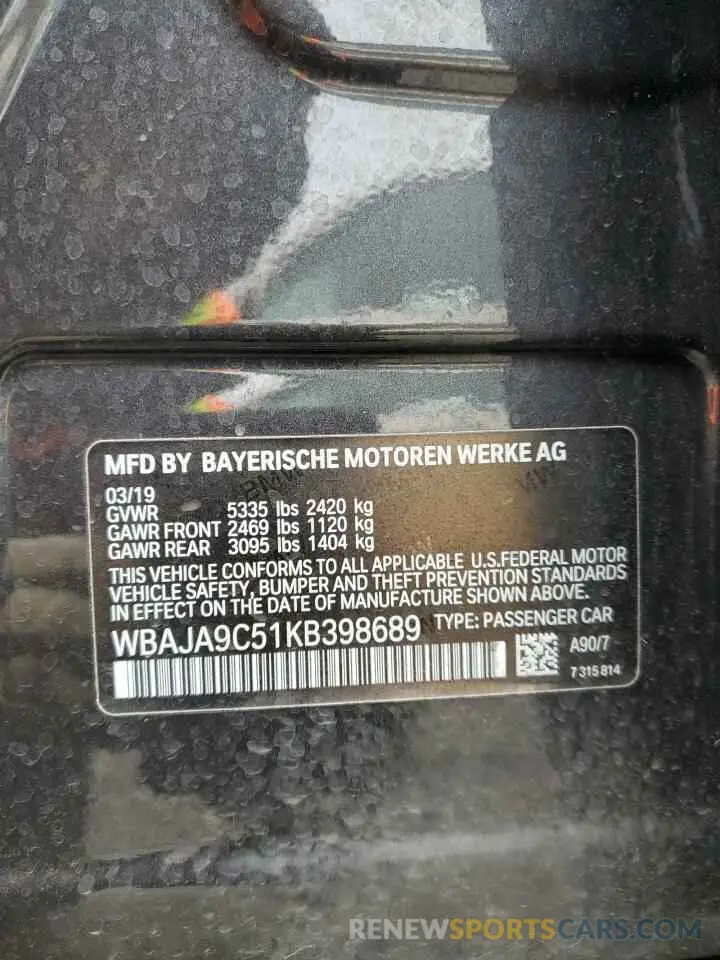 MFD BY BAYERISCHE MOTOREN WERKE AG
03/19
GVWR 5335 lbs 2420 kg
GAWR FRONT 2469 lbs 1120 kg
GAWR REAR 3095 lbs 1404 kg
THIS VEHICLE CONFORMS TO ALL APPLICABLE U.S.FEDERAL MOTOR
VEHICLE SAFETY, BUMPER AND THEFT PREVENTION STANDARDS
IN EFFECT ON THE DATE OF MANUFACTURE SHOWN ABOVE.
WBAJA9C51KB398689 TYPE: PASSENGER CAR
A90/7
7 315 814
RENEWSPORTSCARS.COM